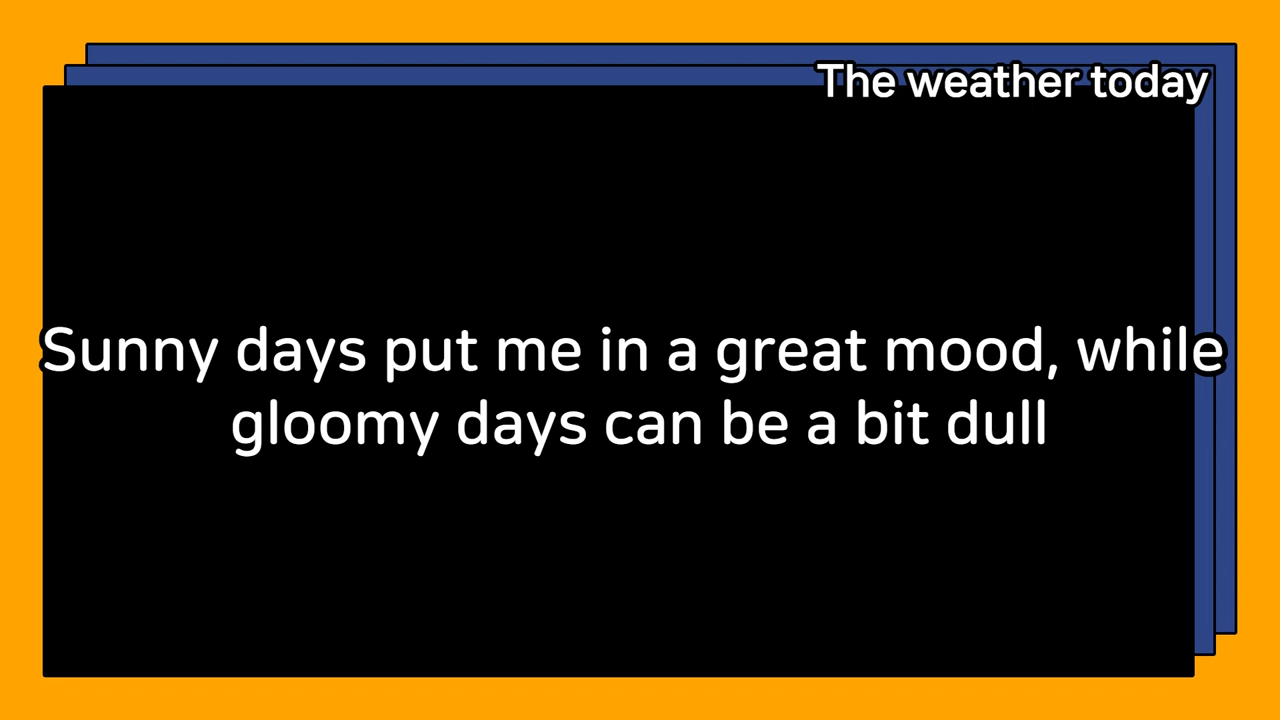 The weather today
Sunny days put me in a great mood, while
gloomy days can be a bit dull